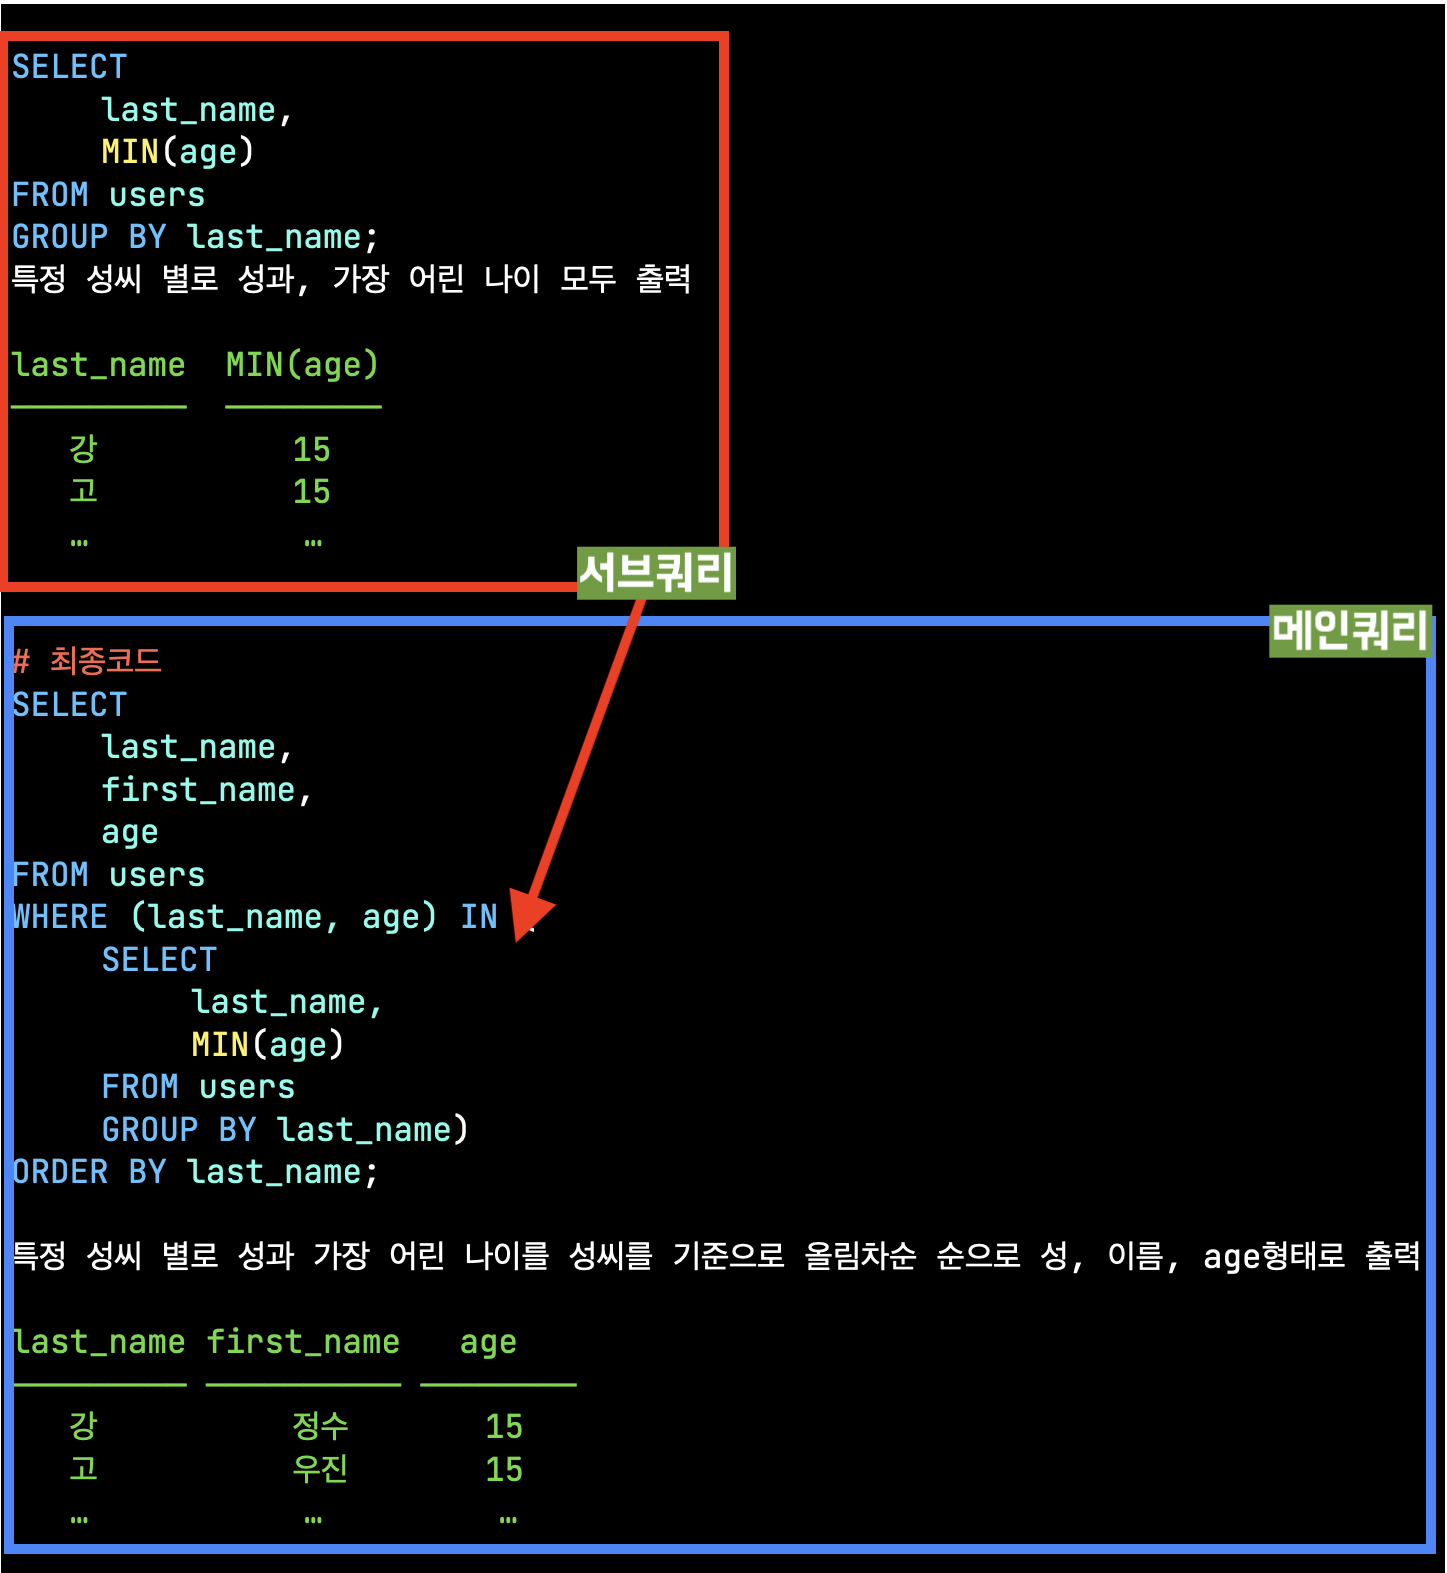 SELECT
last_name,
MIN(age)
FROM users
GROUP BY last_name;
특정 성씨 별로 성과, 가장 어린 나이 모두 출력
last_name MIN(age)
강 15
고 15
… …
서브쿼리
메인쿼리
# 최종코드
SELECT
last_name,
first_name,
age
FROM users
WHERE (last_name, age) IN
SELECT
last_name,
MIN(age)
FROM users
GROUP BY last_name)
ORDER BY last_name;
특정 성씨 별로 성과 가장 어린 나이를 성씨를 기준으로 올림차순 순으로 성, 이름, age형태로 출력
last_name first_name age
강 정수 15
고 우진 15
… … …